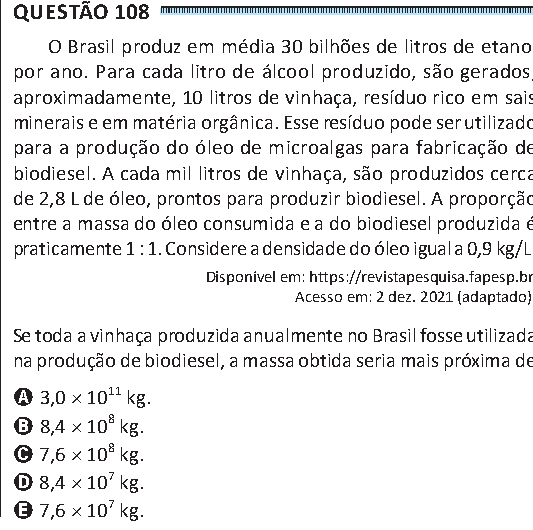 QUESTÃO 108
O Brasil produz em média 30 bilhões de litros de etano
por ano. Para cada litro de álcool produzido, são gerados,
aproximadamente, 10 litros de vinhaça, resíduo rico em sais
minerais e em matéria orgânica. Esse resíduo pode ser utilizado
para a produção do óleo de microalgas para fabricação de
biodiesel. A cada mil litros de vinhaça, são produzidos cerca
de 2,8 L de óleo, prontos para produzir biodiesel. A proporção
entre a massa do óleo consumida e a do biodiesel produzida é
praticamente 1 : 1. Considere a densidade do óleo igual a 0,9 kg/L
Disponível em: https://revistapesquisa.fapesp.br
Acesso em: 2 dez. 2021 (adaptado)
Se toda a vinhaça produzida anualmente no Brasil fosse utilizada
na produção de biodiesel, a massa obtida seria mais próxima de
A 3,0 × 10¹¹ kg.
B 8,4 × 10⁸ kg.
C 7,6 × 10⁸ kg.
D 8,4 × 10⁷ kg.
E 7,6 × 10⁷ kg.